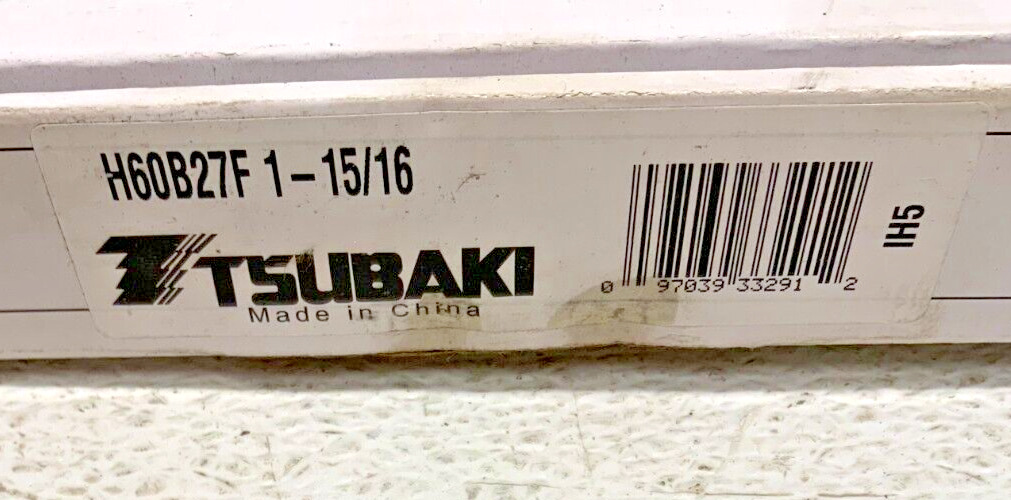 H60B27F 1-15/16
TSUBAKI
Made in China
0 97039 33291 2
IH5